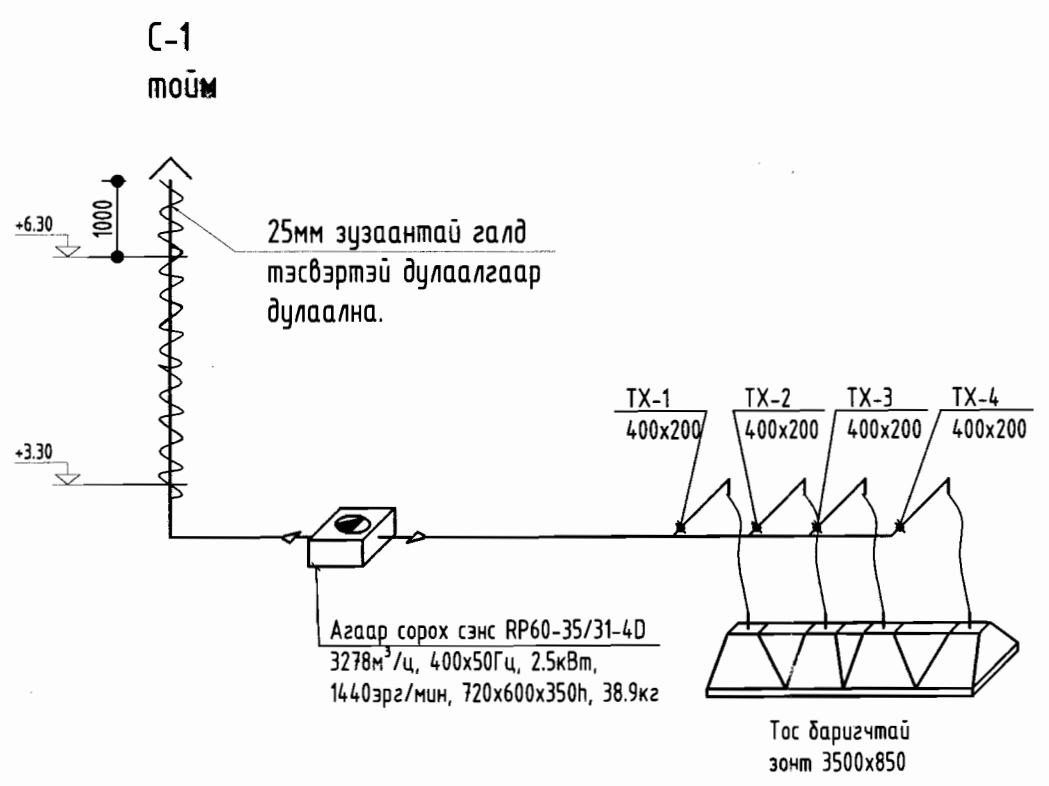 С-1
тойм
+6.30
1000
25мм зузаантай галд
тэсвэртэй дулаалгаар
дулаална.
+3.30
ТХ-1
400х200
ТХ-2
400х200
ТХ-3
400х200
ТХ-4
400х200
Агаар сорох сэнс RP60-35/31-4D
3278м³/ц, 400х50Гц, 2.5кВт,
1440эрг/мин, 720х600х350h, 38.9кг
Тос баригчтай
зонт 3500х850